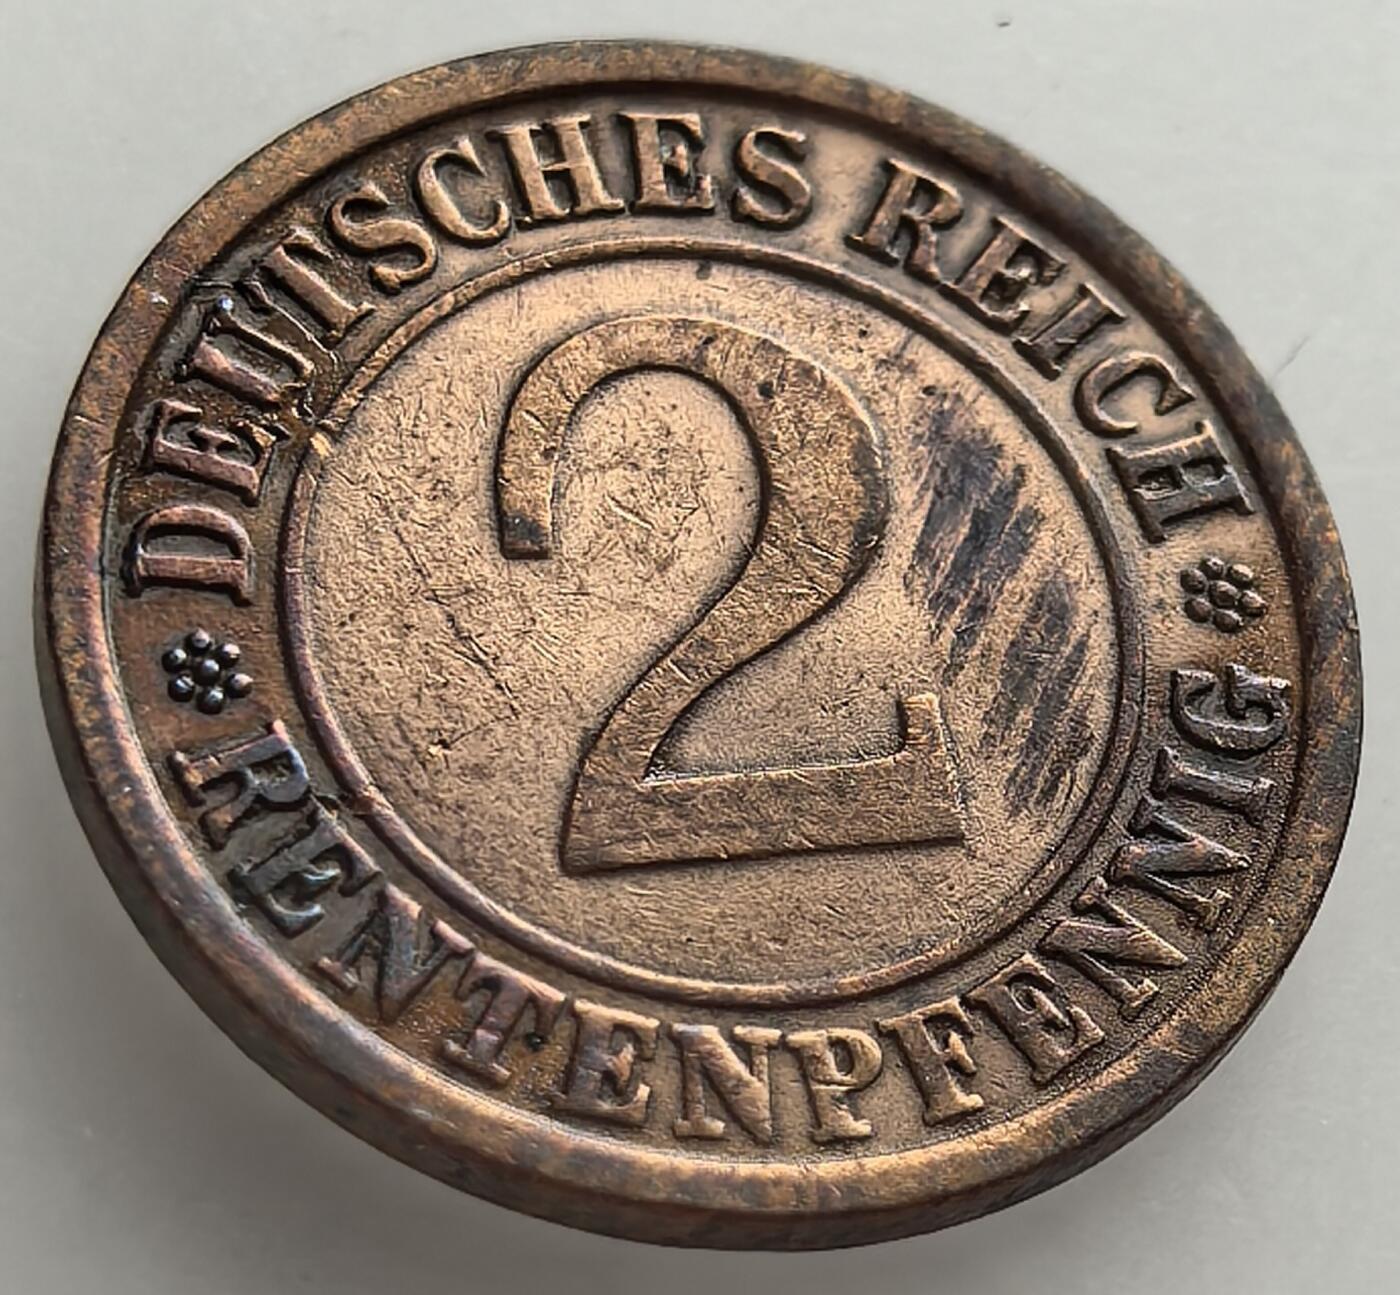 DEUTSCHES REICH
2
RENTENPFENNIG